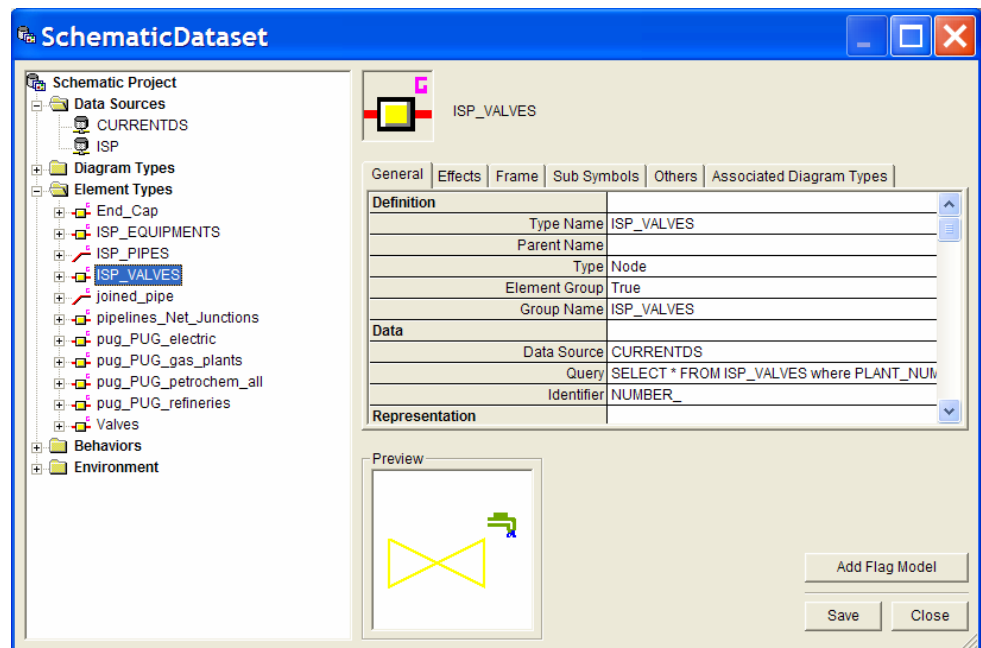 SchematicDataset
Schematic Project
Data Sources
CURRENTDS
ISP
Diagram Types
Element Types
End_Cap
ISP_EQUIPMENTS
ISP_PIPES
ISP_VALVES
joined_pipe
pipelines_Net_Junctions
pug_PUG_electric
pug_PUG_gas_plants
pug_PUG_petrochem_all
pug_PUG_refineries
Valves
Behaviors
Environment
ISP_VALVES
General Effects Frame Sub Symbols Others Associated Diagram Types
Definition
Type Name ISP_VALVES
Parent Name
Type Node
Element Group True
Group Name ISP_VALVES
Data
Data Source CURRENTDS
Query SELECT * FROM ISP_VALVES where PLANT_NUM
Identifier NUMBER_
Representation
Preview
Add Flag Model
Save Close